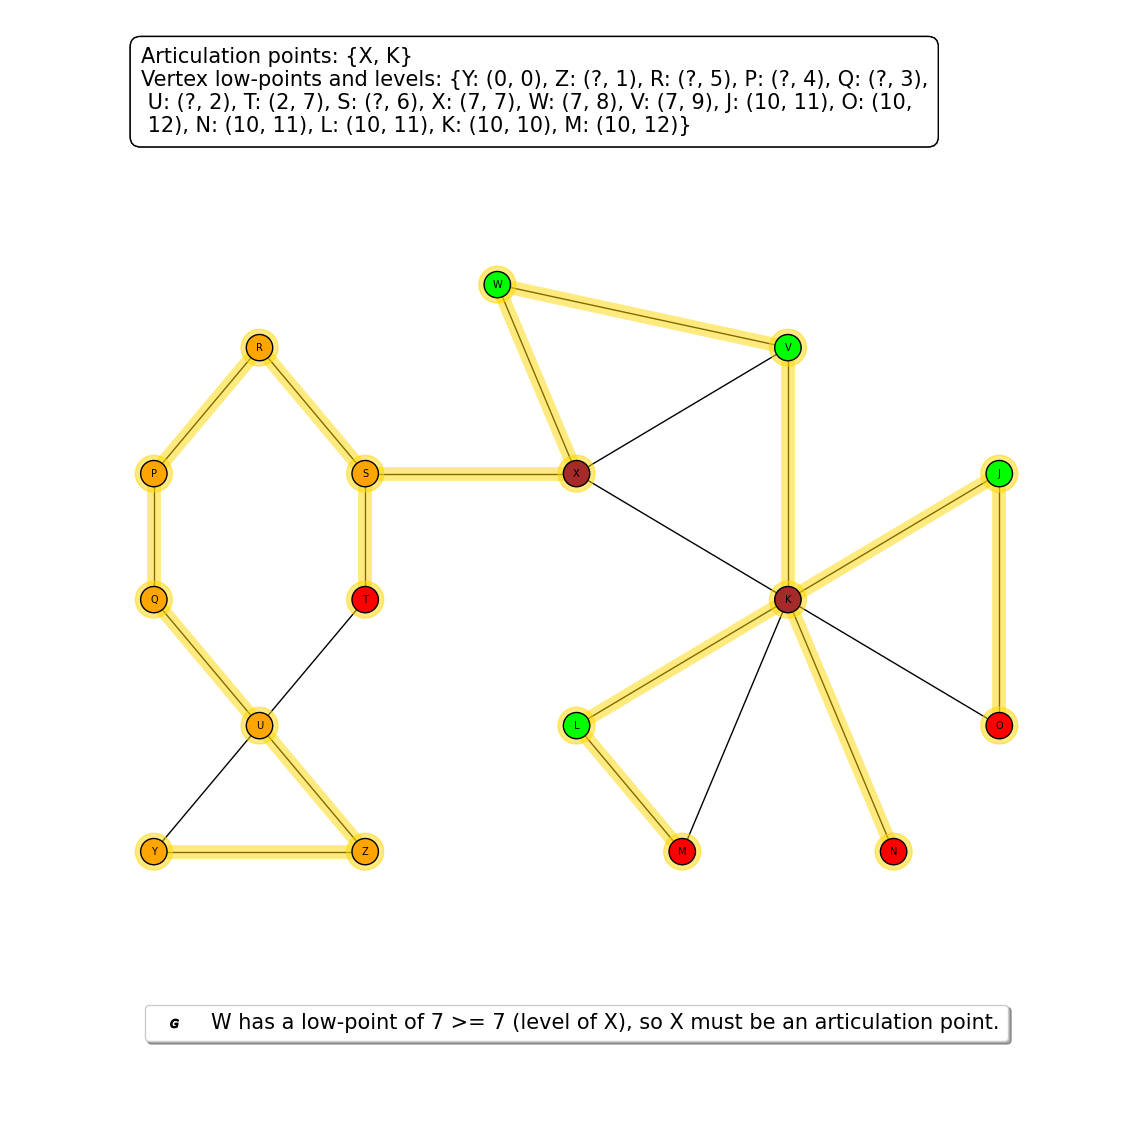 Articulation points: {X, K}
Vertex low-points and levels: {Y: (0, 0), Z: (?, 1), R: (?, 5), P: (?, 4), Q: (?, 3),
U: (?, 2), T: (2, 7), S: (?, 6), X: (7, 7), W: (7, 8), V: (7, 9), J: (10, 11), O: (10,
12), N: (10, 11), L: (10, 11), K: (10, 10), M: (10, 12)}
W
R
V
P
S
X
J
Q
T
K
U
L
O
Y
Z
M
N
G W has a low-point of 7 >= 7 (level of X), so X must be an articulation point.